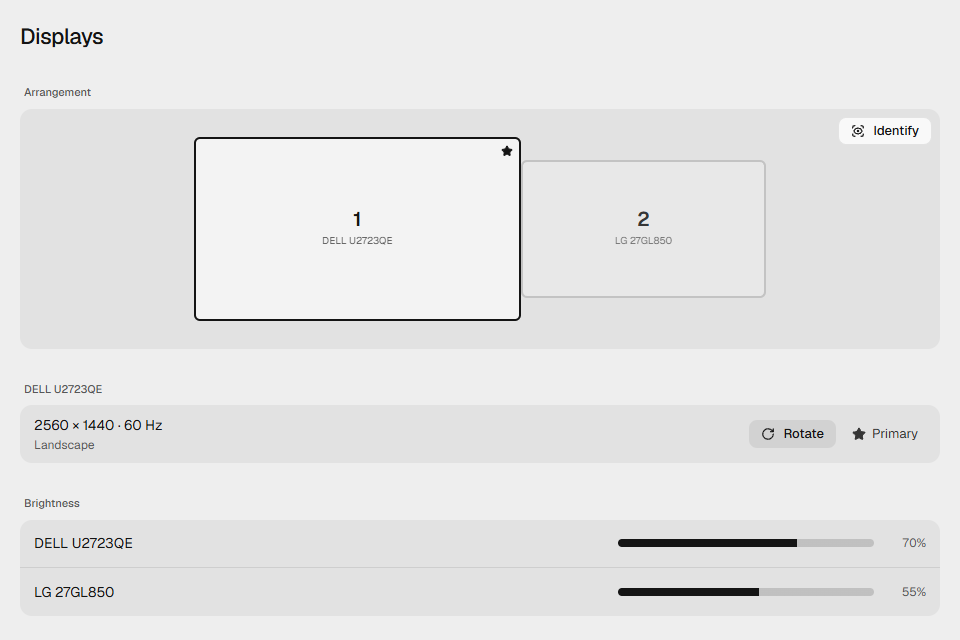 Displays
Arrangement
Identify
1
DELL U2723QE
2
LG 27GL850
DELL U2723QE
2560 × 1440 · 60 Hz
Landscape
Rotate
Primary
Brightness
DELL U2723QE
70%
LG 27GL850
55%